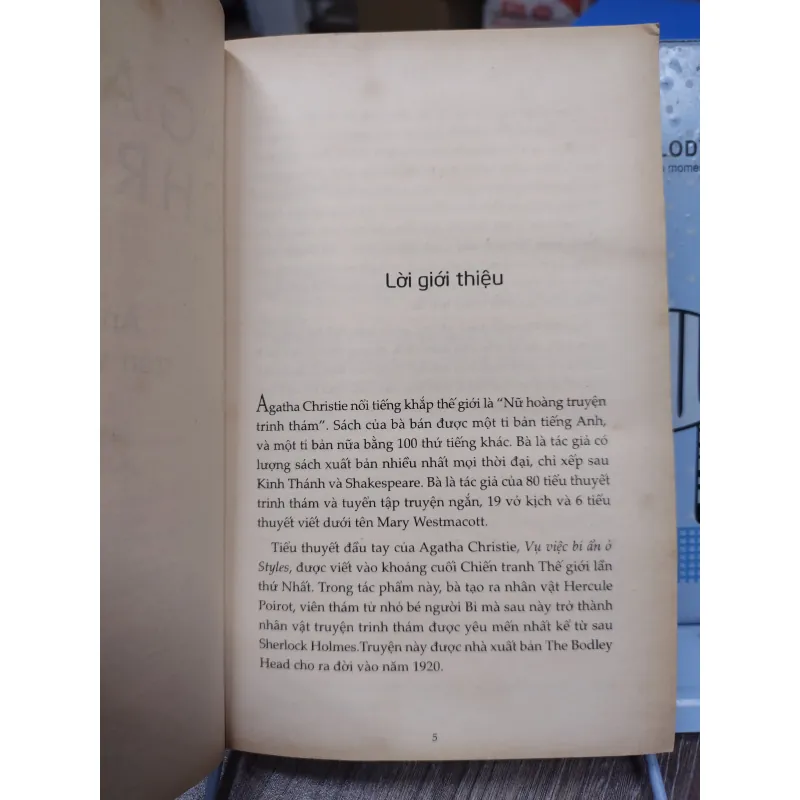 Lời giới thiệu
Agatha Christie nổi tiếng khắp thế giới là “Nữ hoàng truyện
trinh thám”. Sách của bà bán được một tỉ bản tiếng Anh,
và một tỉ bản nữa bằng 100 thứ tiếng khác. Bà là tác giả có
lượng sách xuất bản nhiều nhất mọi thời đại, chỉ xếp sau
Kinh Thánh và Shakespeare. Bà là tác giả của 80 tiểu thuyết
trinh thám và tuyển tập truyện ngắn, 19 vở kịch và 6 tiểu
thuyết viết dưới tên Mary Westmacott.
Tiểu thuyết đầu tay của Agatha Christie, Vụ việc bí ẩn ở
Styles, được viết vào khoảng cuối Chiến tranh Thế giới lần
thứ Nhất. Trong tác phẩm này, bà tạo ra nhân vật Hercule
Poirot, viên thám tử nhỏ bé người Bỉ mà sau này trở thành
nhân vật truyện trinh thám được yêu mến nhất kể từ sau
Sherlock Holmes.Truyện này được nhà xuất bản The Bodley
Head cho ra đời vào năm 1920.
5
LOD